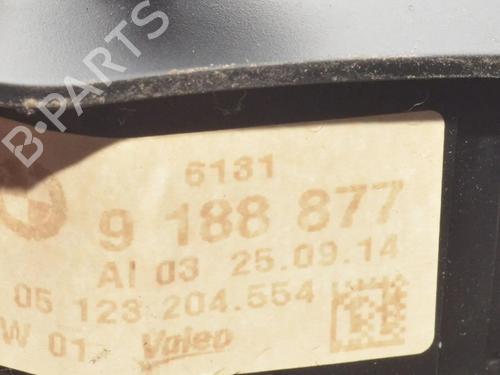 B-PARTS
6131
9 188 877
AI 03 25.09.14
05 123 204.554
W 01 Valeo